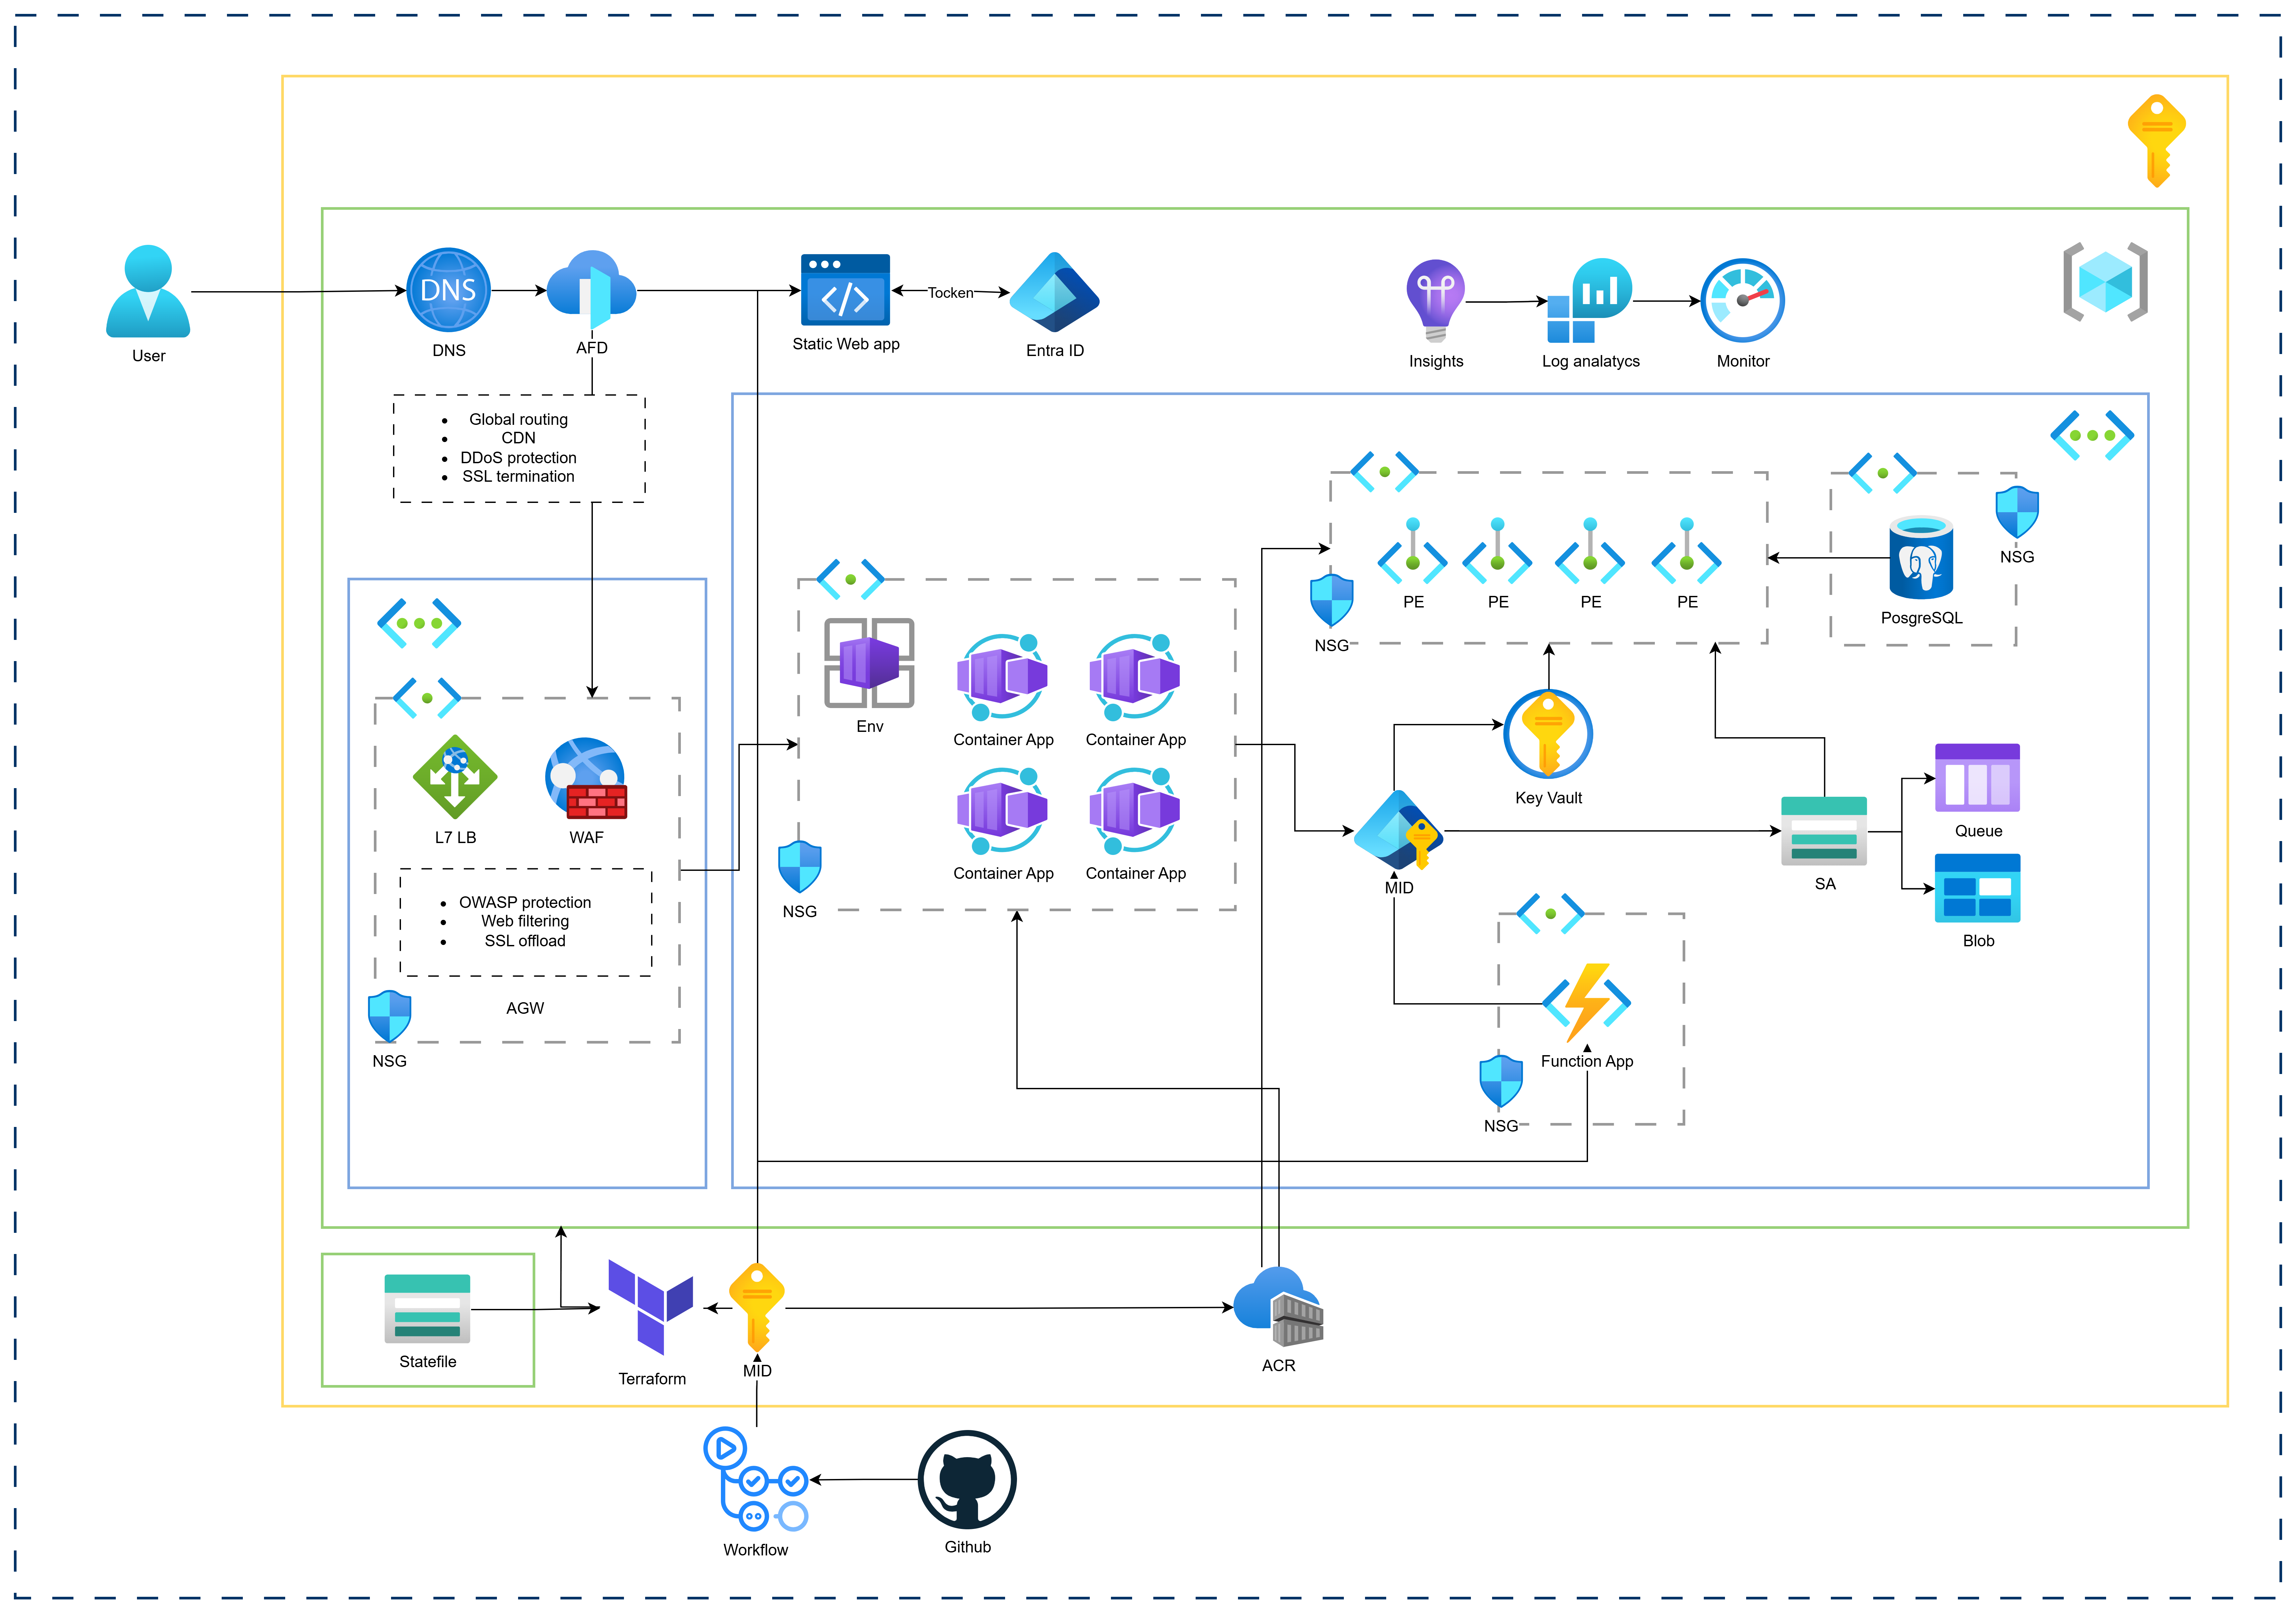 DNS
User
DNS
AFD
Static Web app
Tocken
Entra ID
Insights
Log analatycs
Monitor
Global routing
CDN
DDoS protection
SSL termination
PE
PE
PE
PE
NSG
PosgreSQL
NSG
Env
Container App
Container App
Container App
Container App
NSG
L7 LB
WAF
OWASP protection
Web filtering
SSL offload
AGW
NSG
Key Vault
MID
SA
Queue
Blob
Function App
NSG
Statefile
Terraform
MID
ACR
Workflow
Github